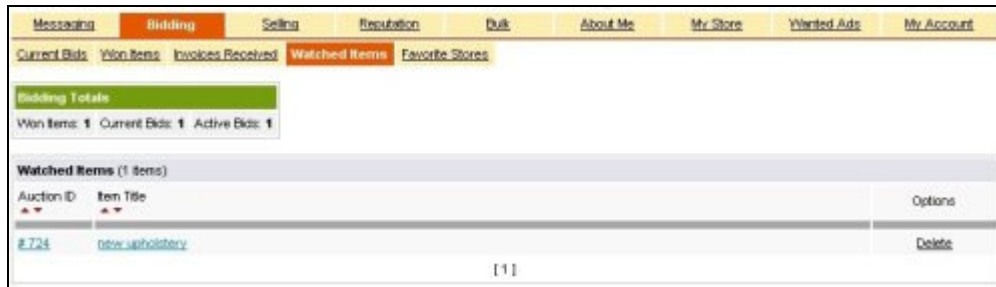 Messaging Bidding Selling Reputation Bulk About Me My Store Wanted Ads My Account
Current Bids Won Items Invoices Received Watched Items Favorite Stores
Bidding Totals
Won Items: 1 Current Bids: 1 Active Bids: 1
Watched Items (1 items)
Auction ID Item Title Options
# 724 new upholstery Delete
[ 1 ]